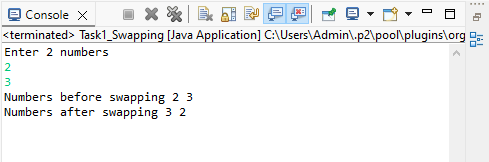 Console
<terminated> Task1_Swapping [Java Application] C:\Users\Admin\.p2\pool\plugins\org
Enter 2 numbers
2
3
Numbers before swapping 2 3
Numbers after swapping 3 2